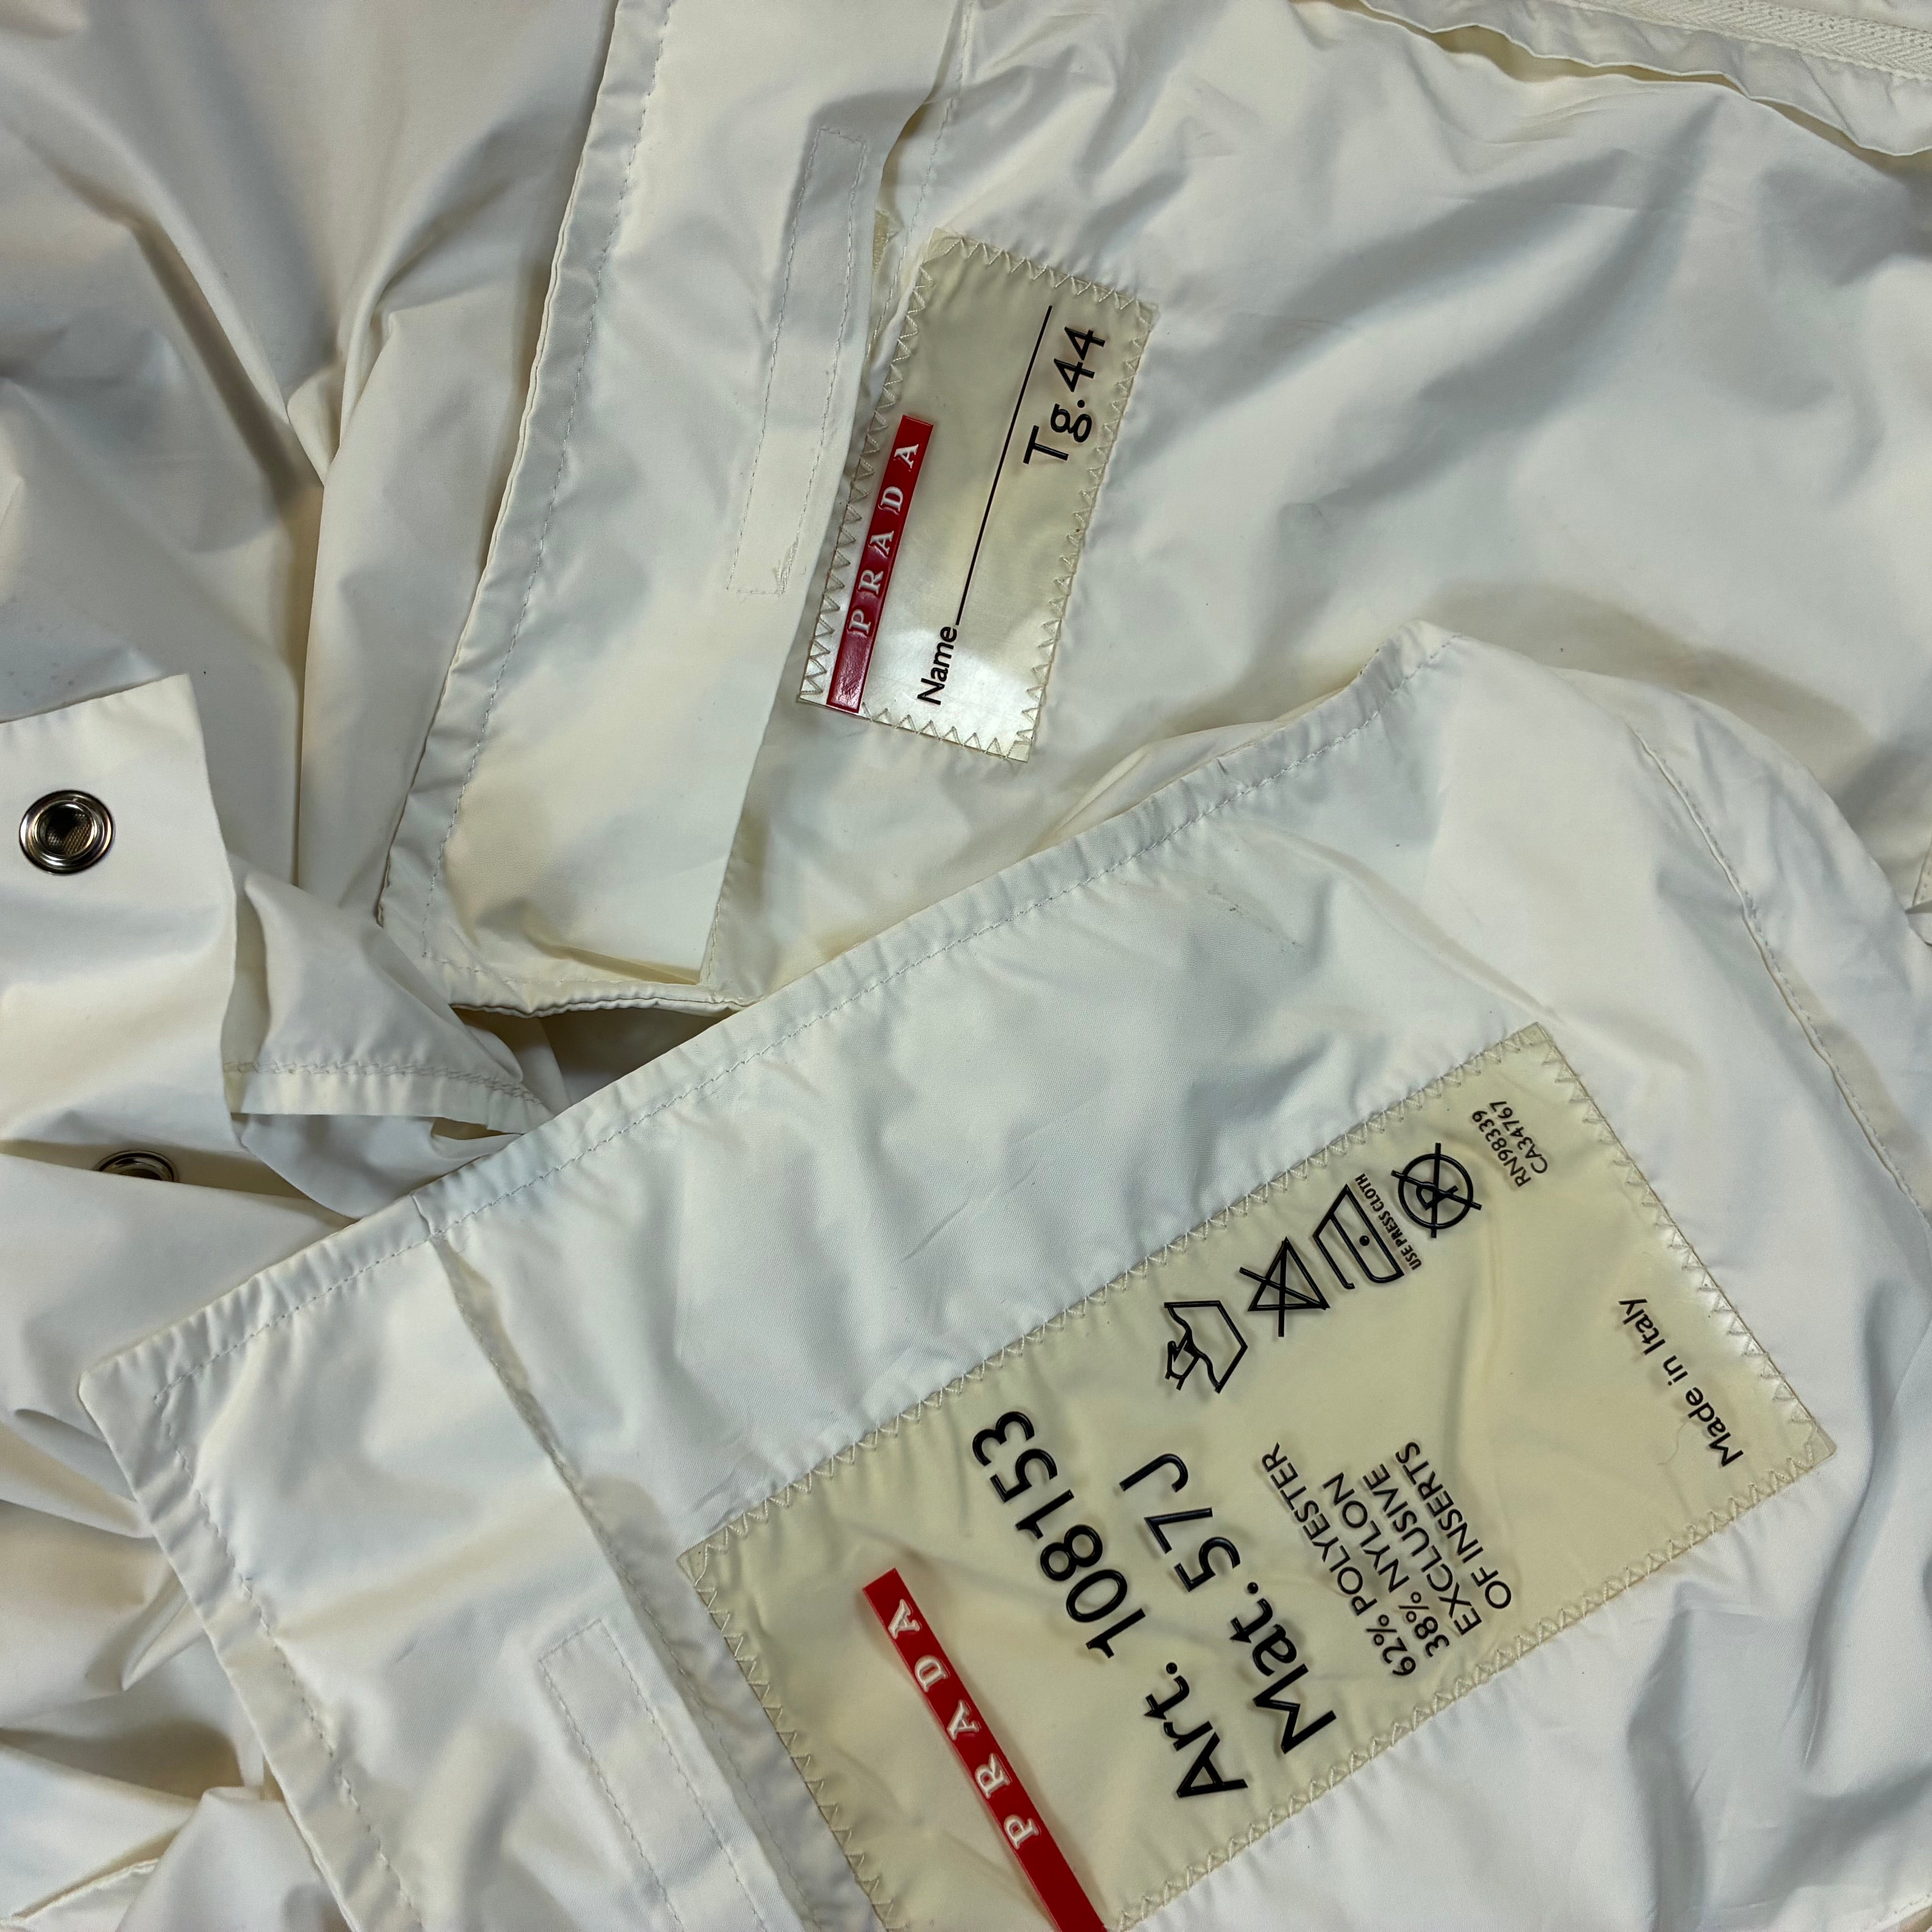 PRADA
Name
Tg.44
PRADA
Art. 108153
Mat. 57J
62% POLYESTER
38% NYLON
EXCLUSIVE
OF INSERTS
USE PRESS CLOTH
RN98339
CA34767
Made in Italy